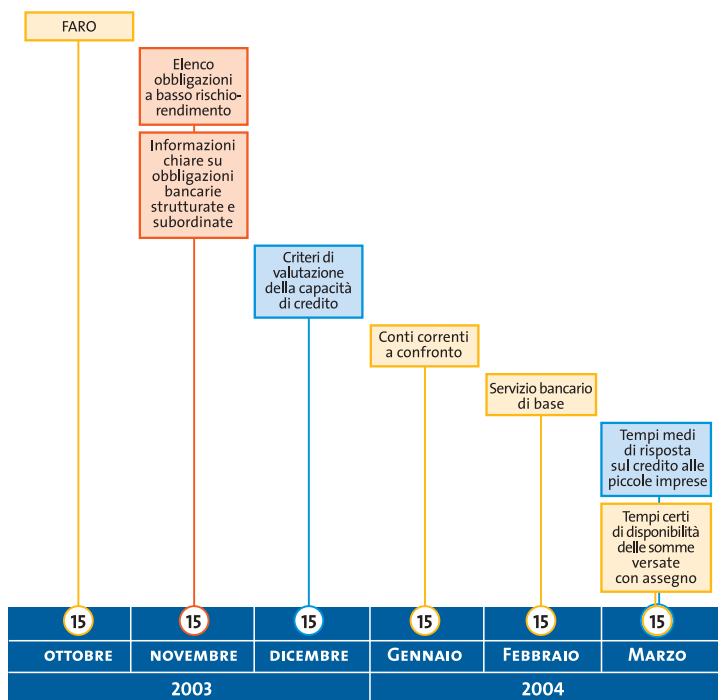 FARO
Elenco
obbligazioni
a basso rischio-
rendimento
Informazioni
chiare su
obbligazioni
bancarie
strutturate e
subordinate
Criteri di
valutazione
della capacità
di credito
Conti correnti
a confronto
Servizio bancario
di base
Tempi medi
di risposta
sul credito alle
piccole imprese
Tempi certi
di disponibilità
delle somme
versate
con assegno
15 15 15 15 15 15
OTTOBRE NOVEMBRE DICEMBRE GENNAIO FEBBRAIO MARZO
2003 2004